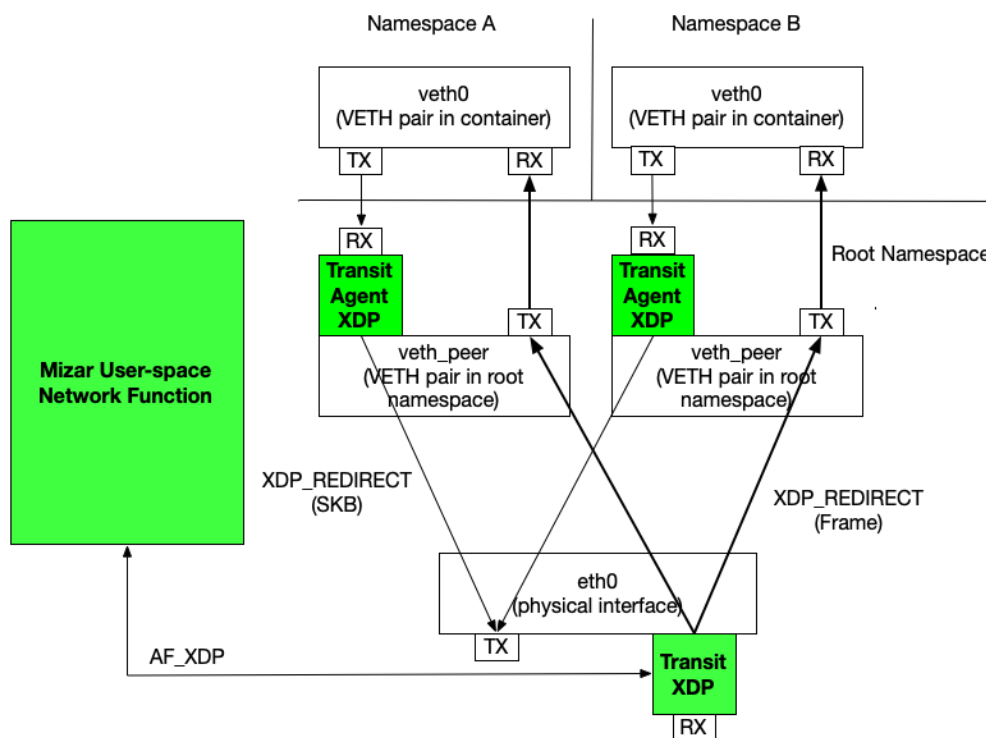 Namespace A
Namespace B
veth0
(VETH pair in container)
veth0
(VETH pair in container)
TX
RX
TX
RX
RX
RX
Root Namespace
Transit
Agent
XDP
Transit
Agent
XDP
TX
TX
veth_peer
(VETH pair in root
namespace)
veth_peer
(VETH pair in root
namespace)
Mizar User-space
Network Function
XDP_REDIRECT
(SKB)
XDP_REDIRECT
(Frame)
eth0
(physical interface)
TX
AF_XDP
Transit
XDP
RX